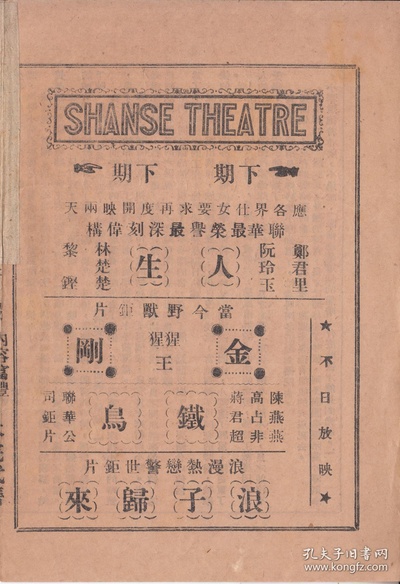 SHANSE THEATRE
下期 下期
應各界仕女要求再度開映兩天
聯華最榮譽最深刻偉構
鄭君里
阮玲玉
人生
林楚楚
黎鏗
當今野獸鉅片
金
猩猩王
剛
陳燕燕
高占非
蔣君超
鐵鳥
聯華公
司鉅片
浪漫熱戀警世鉅片
浪子歸來
★不日放映★
孔夫子旧书网
www.kongfz.com